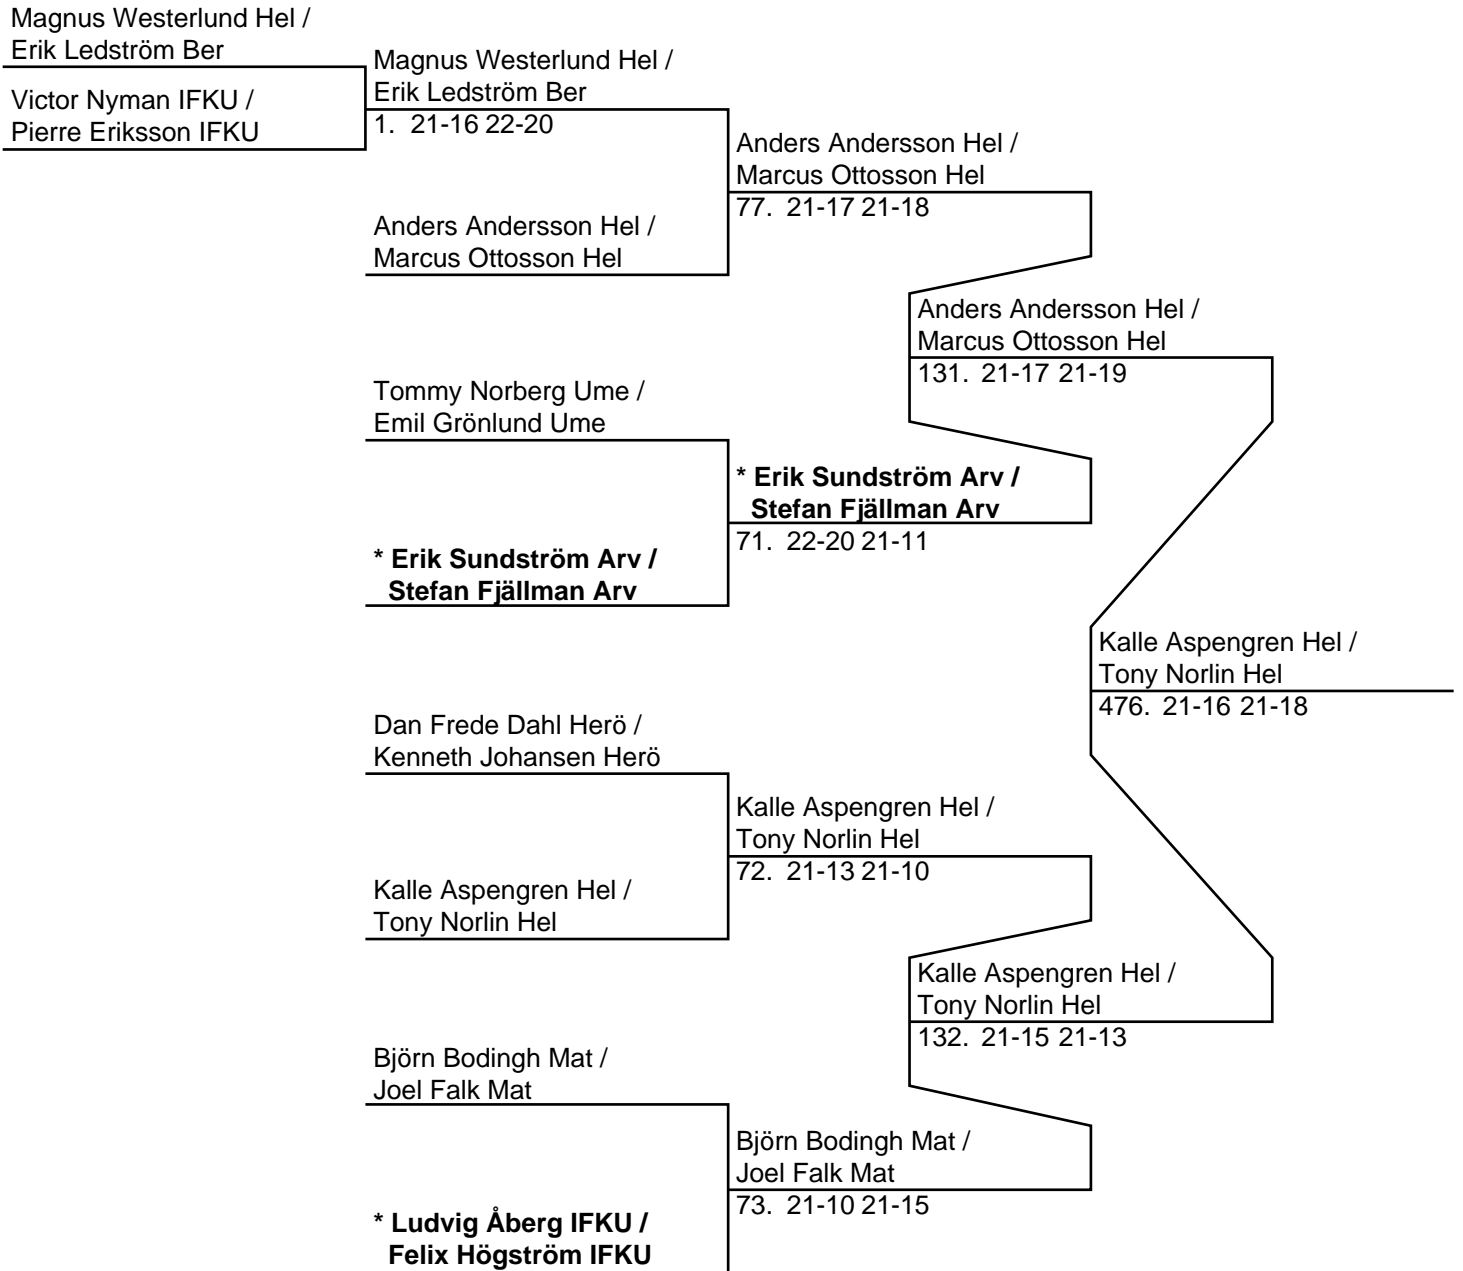 Magnus Westerlund Hel /
Erik Ledström Ber
Victor Nyman IFKU /
Pierre Eriksson IFKU
Magnus Westerlund Hel /
Erik Ledström Ber
1. 21-16 22-20
Anders Andersson Hel /
Marcus Ottosson Hel
Anders Andersson Hel /
Marcus Ottosson Hel
77. 21-17 21-18
Tommy Norberg Ume /
Emil Grönlund Ume
* Erik Sundström Arv /
Stefan Fjällman Arv
* Erik Sundström Arv /
Stefan Fjällman Arv
71. 22-20 21-11
Anders Andersson Hel /
Marcus Ottosson Hel
131. 21-17 21-19
Dan Frede Dahl Herö /
Kenneth Johansen Herö
Kalle Aspengren Hel /
Tony Norlin Hel
Kalle Aspengren Hel /
Tony Norlin Hel
72. 21-13 21-10
Björn Bodingh Mat /
Joel Falk Mat
* Ludvig Åberg IFKU /
Felix Högström IFKU
Björn Bodingh Mat /
Joel Falk Mat
73. 21-10 21-15
Kalle Aspengren Hel /
Tony Norlin Hel
132. 21-15 21-13
Kalle Aspengren Hel /
Tony Norlin Hel
476. 21-16 21-18